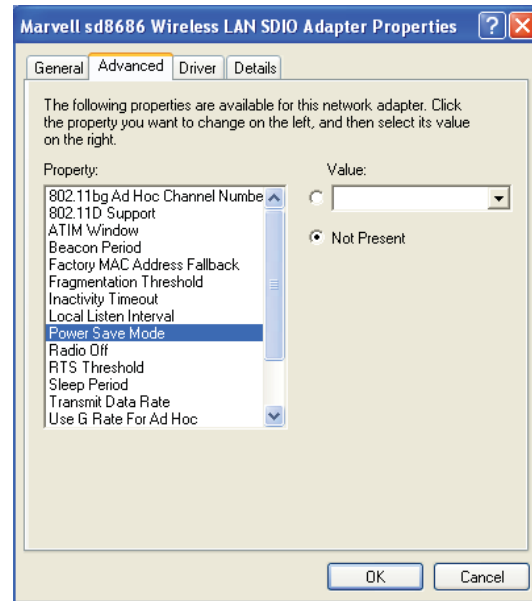 Marvell sd8686 Wireless LAN SDIO Adapter Properties
General Advanced Driver Details
The following properties are available for this network adapter. Click
the property you want to change on the left, and then select its value
on the right.
Property:
802.11bg Ad Hoc Channel Numbe
802.11D Support
ATIM Window
Beacon Period
Factory MAC Address Fallback
Fragmentation Threshold
Inactivity Timeout
Local Listen Interval
Power Save Mode
Radio Off
RTS Threshold
Sleep Period
Transmit Data Rate
Use G Rate For Ad Hoc
Value:
Not Present
OK Cancel